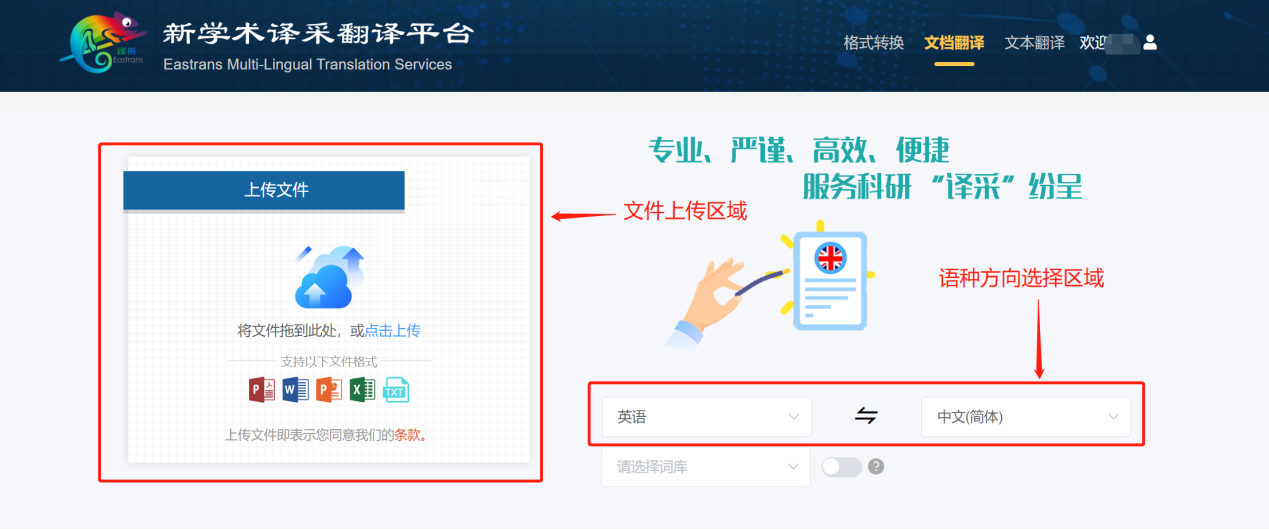 新学术译采翻译平台
Eastrans Multi-Lingual Translation Services
译采
Eastrans
格式转换 文档翻译 文本翻译 欢迎
专业、严谨、高效、便捷
服务科研 “译采” 纷呈
上传文件
文件上传区域
语种方向选择区域
将文件拖到此处，或点击上传
支持以下文件格式
P W P X TXT
上传文件即表示您同意我们的条款。
英语 中文(简体)
请选择词库 ?